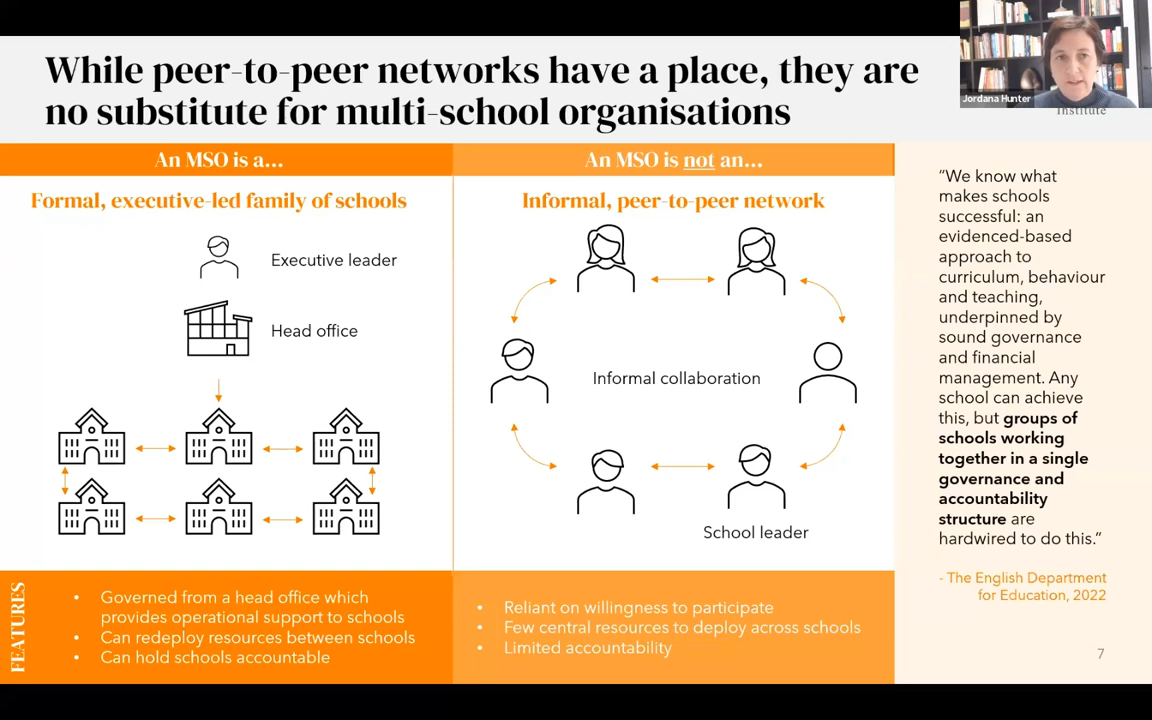 While peer-to-peer networks have a place, they are
no substitute for multi-school organisations
Jordana Hunter
Institute
An MSO is a...
Formal, executive-led family of schools
Executive leader
Head office
An MSO is not an...
Informal, peer-to-peer network
Informal collaboration
School leader
FEATURES
• Governed from a head office which
provides operational support to schools
• Can redeploy resources between schools
• Can hold schools accountable
• Reliant on willingness to participate
• Few central resources to deploy across schools
• Limited accountability
“We know what
makes schools
successful: an
evidenced-based
approach to
curriculum, behaviour
and teaching,
underpinned by
sound governance
and financial
management. Any
school can achieve
this, but groups of
schools working
together in a single
governance and
accountability
structure are
hardwired to do this.”
- The English Department
for Education, 2022
7